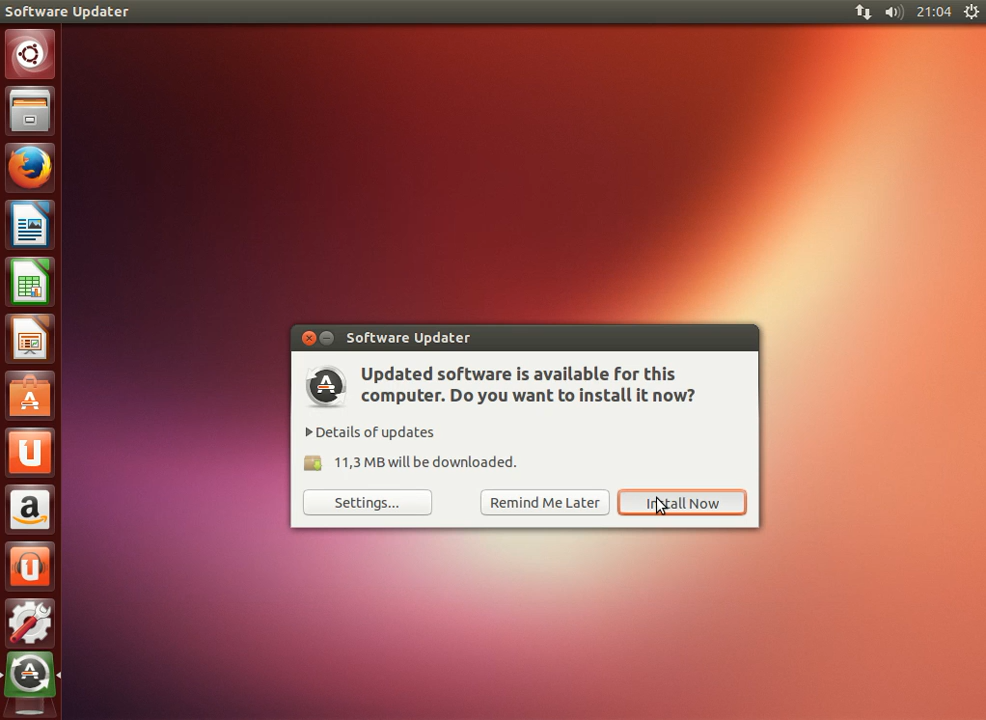 Software Updater
21:04
Software Updater
Updated software is available for this
computer. Do you want to install it now?
Details of updates
11,3 MB will be downloaded.
Settings... Remind Me Later Install Now